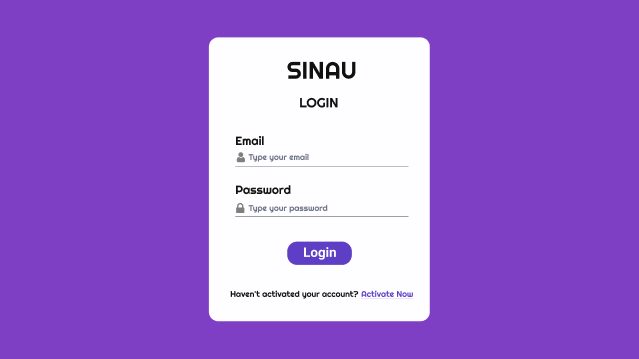 SINAU
LOGIN
Email
Type your email
Password
Type your password
Login
Haven't activated your account? Activate Now